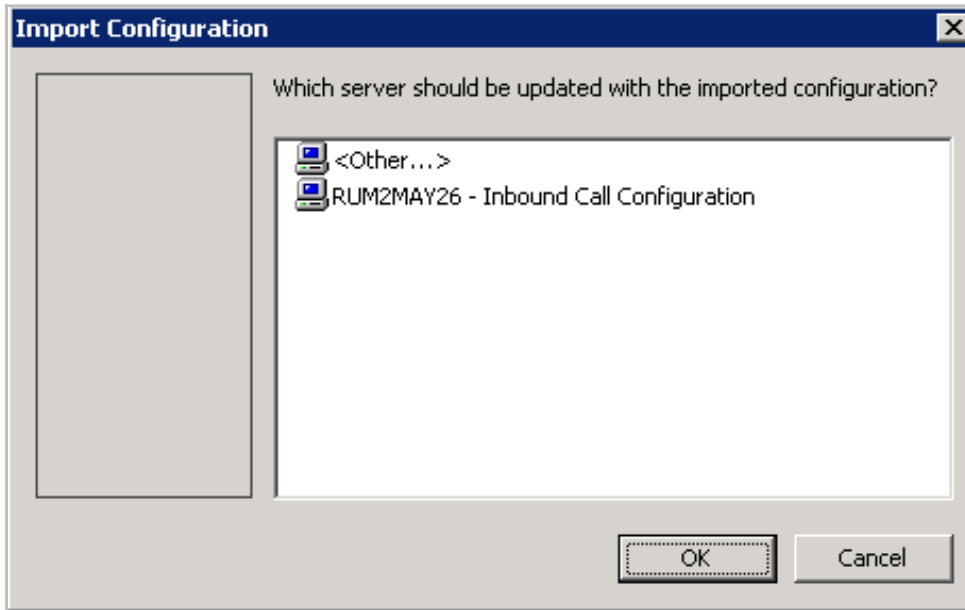 Import Configuration
Which server should be updated with the imported configuration?
<Other...>
RUM2MAY26 - Inbound Call Configuration
OK
Cancel